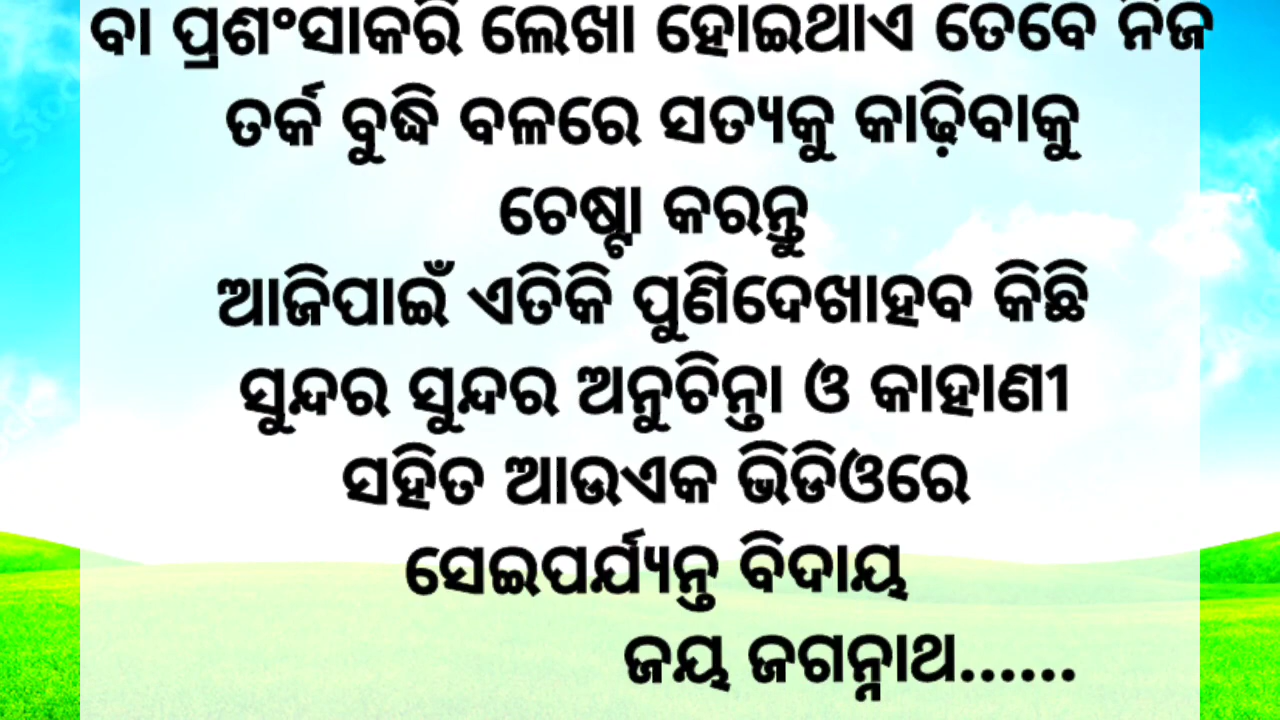 ବା ପ୍ରଶଂସାକରି ଲେଖା ହୋଇଥାଏ ତେବେ ନିଜ
ତର୍କ ବୁଦ୍ଧି ବଳରେ ସତ୍ୟକୁ କାଢ଼ିବାକୁ
ଚେଷ୍ଟା କରନ୍ତୁ
ଆଜିପାଇଁ ଏତିକି ପୁଣିଦେଖାହବ କିଛି
ସୁନ୍ଦର ସୁନ୍ଦର ଅନୁଚିନ୍ତା ଓ କାହାଣୀ
ସହିତ ଆଉଏକ ଭିଡିଓରେ
ସେଇପର୍ଯ୍ୟନ୍ତ ବିଦାୟ
ଜୟ ଜଗନ୍ନାଥ......